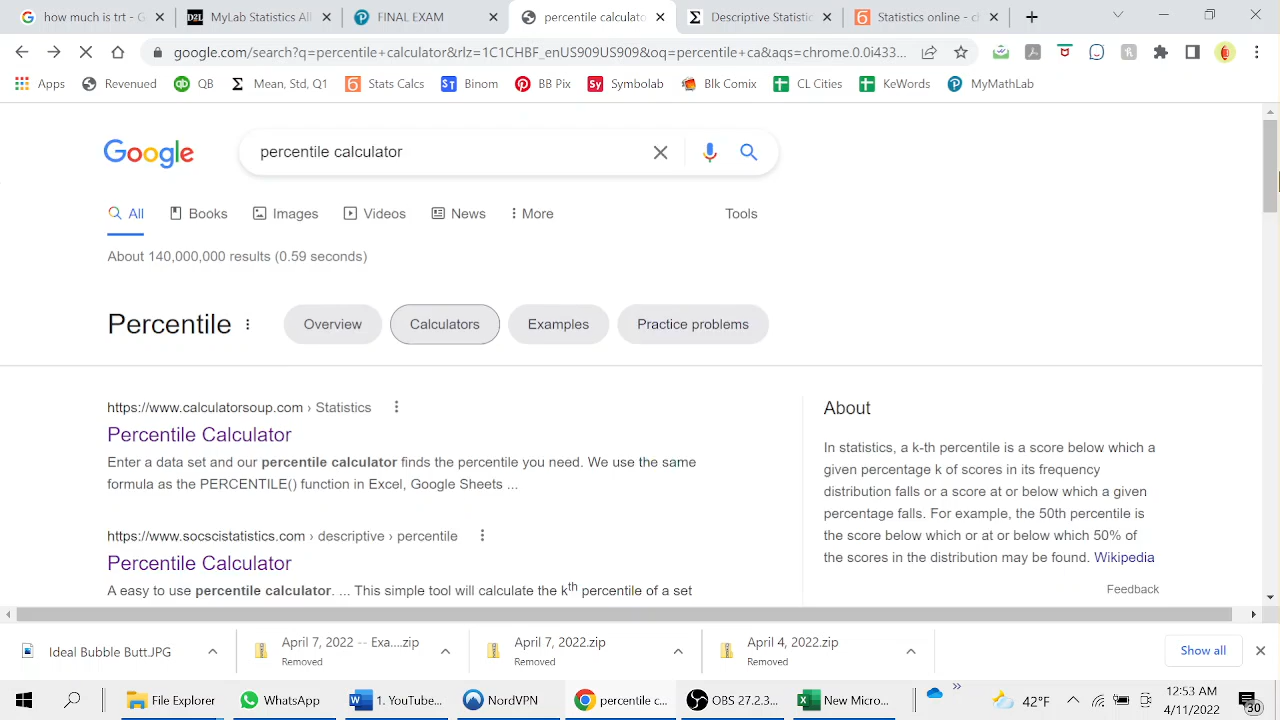 how much is trt - G
MyLab Statistics All
FINAL EXAM
percentile calculato
Descriptive Statistic
Statistics online - cl
google.com/search?q=percentile+calculator&rlz=1C1CHBF_enUS909US909&oq=percentile+ca&aqs=chrome.0.0i433...
Apps
Revenued
QB
Mean, Std, Q1
Stats Calcs
Binom
BB Pix
Symbolab
Blk Comix
CL Cities
KeWords
MyMathLab
Google
percentile calculator
All
Books
Images
Videos
News
More
Tools
About 140,000,000 results (0.59 seconds)
Percentile
Overview
Calculators
Examples
Practice problems
https://www.calculatorsoup.com › Statistics
Percentile Calculator
Enter a data set and our percentile calculator finds the percentile you need. We use the same
formula as the PERCENTILE() function in Excel, Google Sheets ...
https://www.socscistatistics.com › descriptive › percentile
Percentile Calculator
A easy to use percentile calculator. ... This simple tool will calculate the kth percentile of a set
About
In statistics, a k-th percentile is a score below which a
given percentage k of scores in its frequency
distribution falls or a score at or below which a given
percentage falls. For example, the 50th percentile is
the score below which or at or below which 50% of
the scores in the distribution may be found. Wikipedia
Feedback
Ideal Bubble Butt.JPG
April 7, 2022 -- Exa....zip
Removed
April 7, 2022.zip
Removed
April 4, 2022.zip
Removed
Show all
File Explorer
WhatsApp
1. YouTube...
NordVPN
percentile c...
OBS 27.2.3...
New Micro...
42°F
12:53 AM
4/11/2022
30